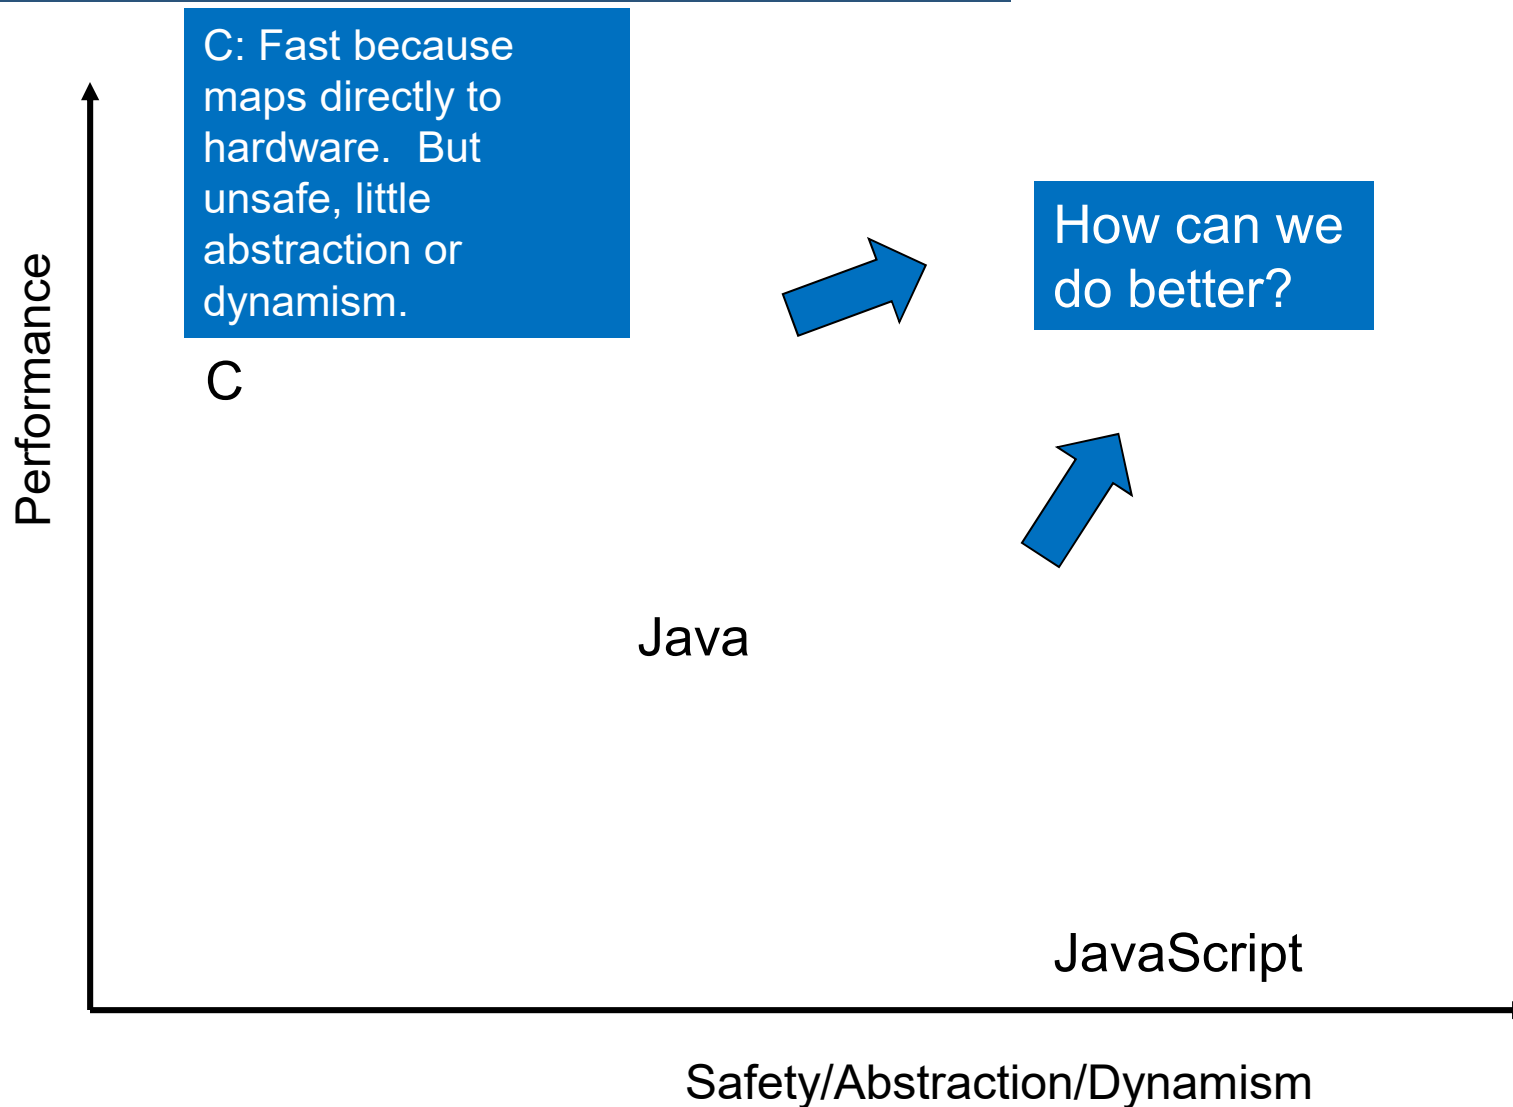 C: Fast because
maps directly to
hardware.  But
unsafe, little
abstraction or
dynamism.
How can we
do better?
Performance
C
Java
JavaScript
Safety/Abstraction/Dynamism